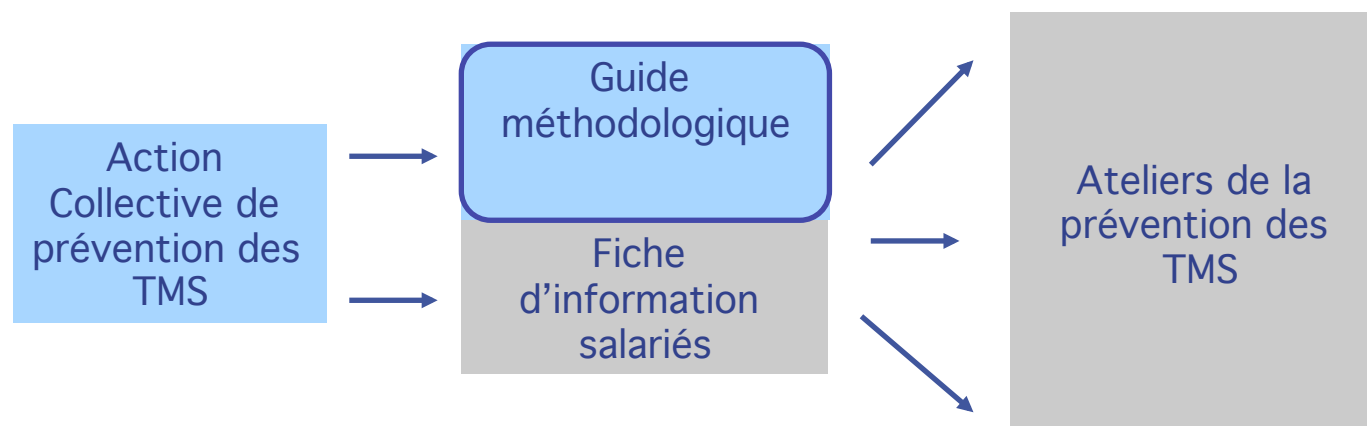 Action
Collective de
prévention des
TMS
Guide
méthodologique
Fiche
d’information
salariés
Ateliers de la
prévention des
TMS